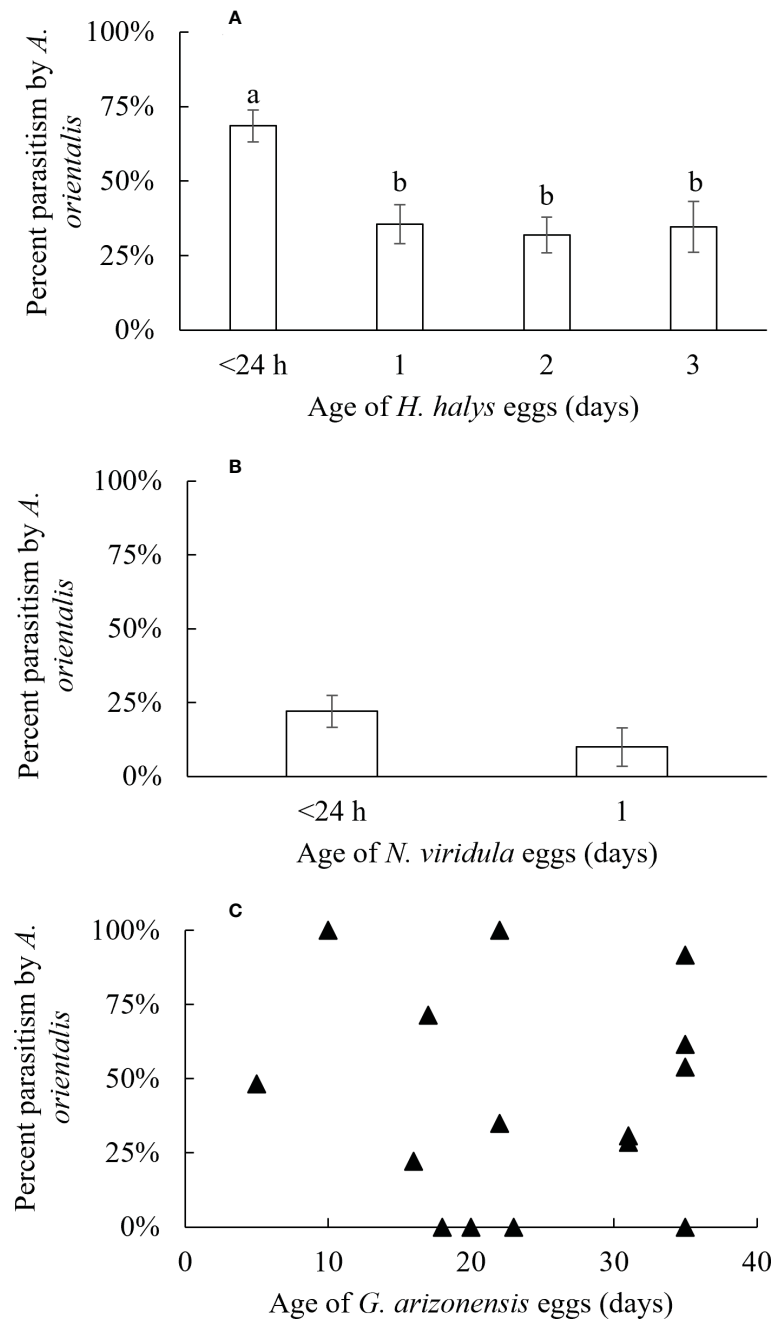 A
Percent parasitism by A.
orientalis
100%
75%
50%
25%
0%
a
b
b
b
<24 h
1
2
3
Age of H. halys eggs (days)
B
Percent parasitism by A.
orientalis
100%
75%
50%
25%
0%
<24 h
1
Age of N. viridula eggs (days)
C
Percent parasitism by A.
orientalis
100%
75%
50%
25%
0%
0
10
20
30
40
Age of G. arizonensis eggs (days)